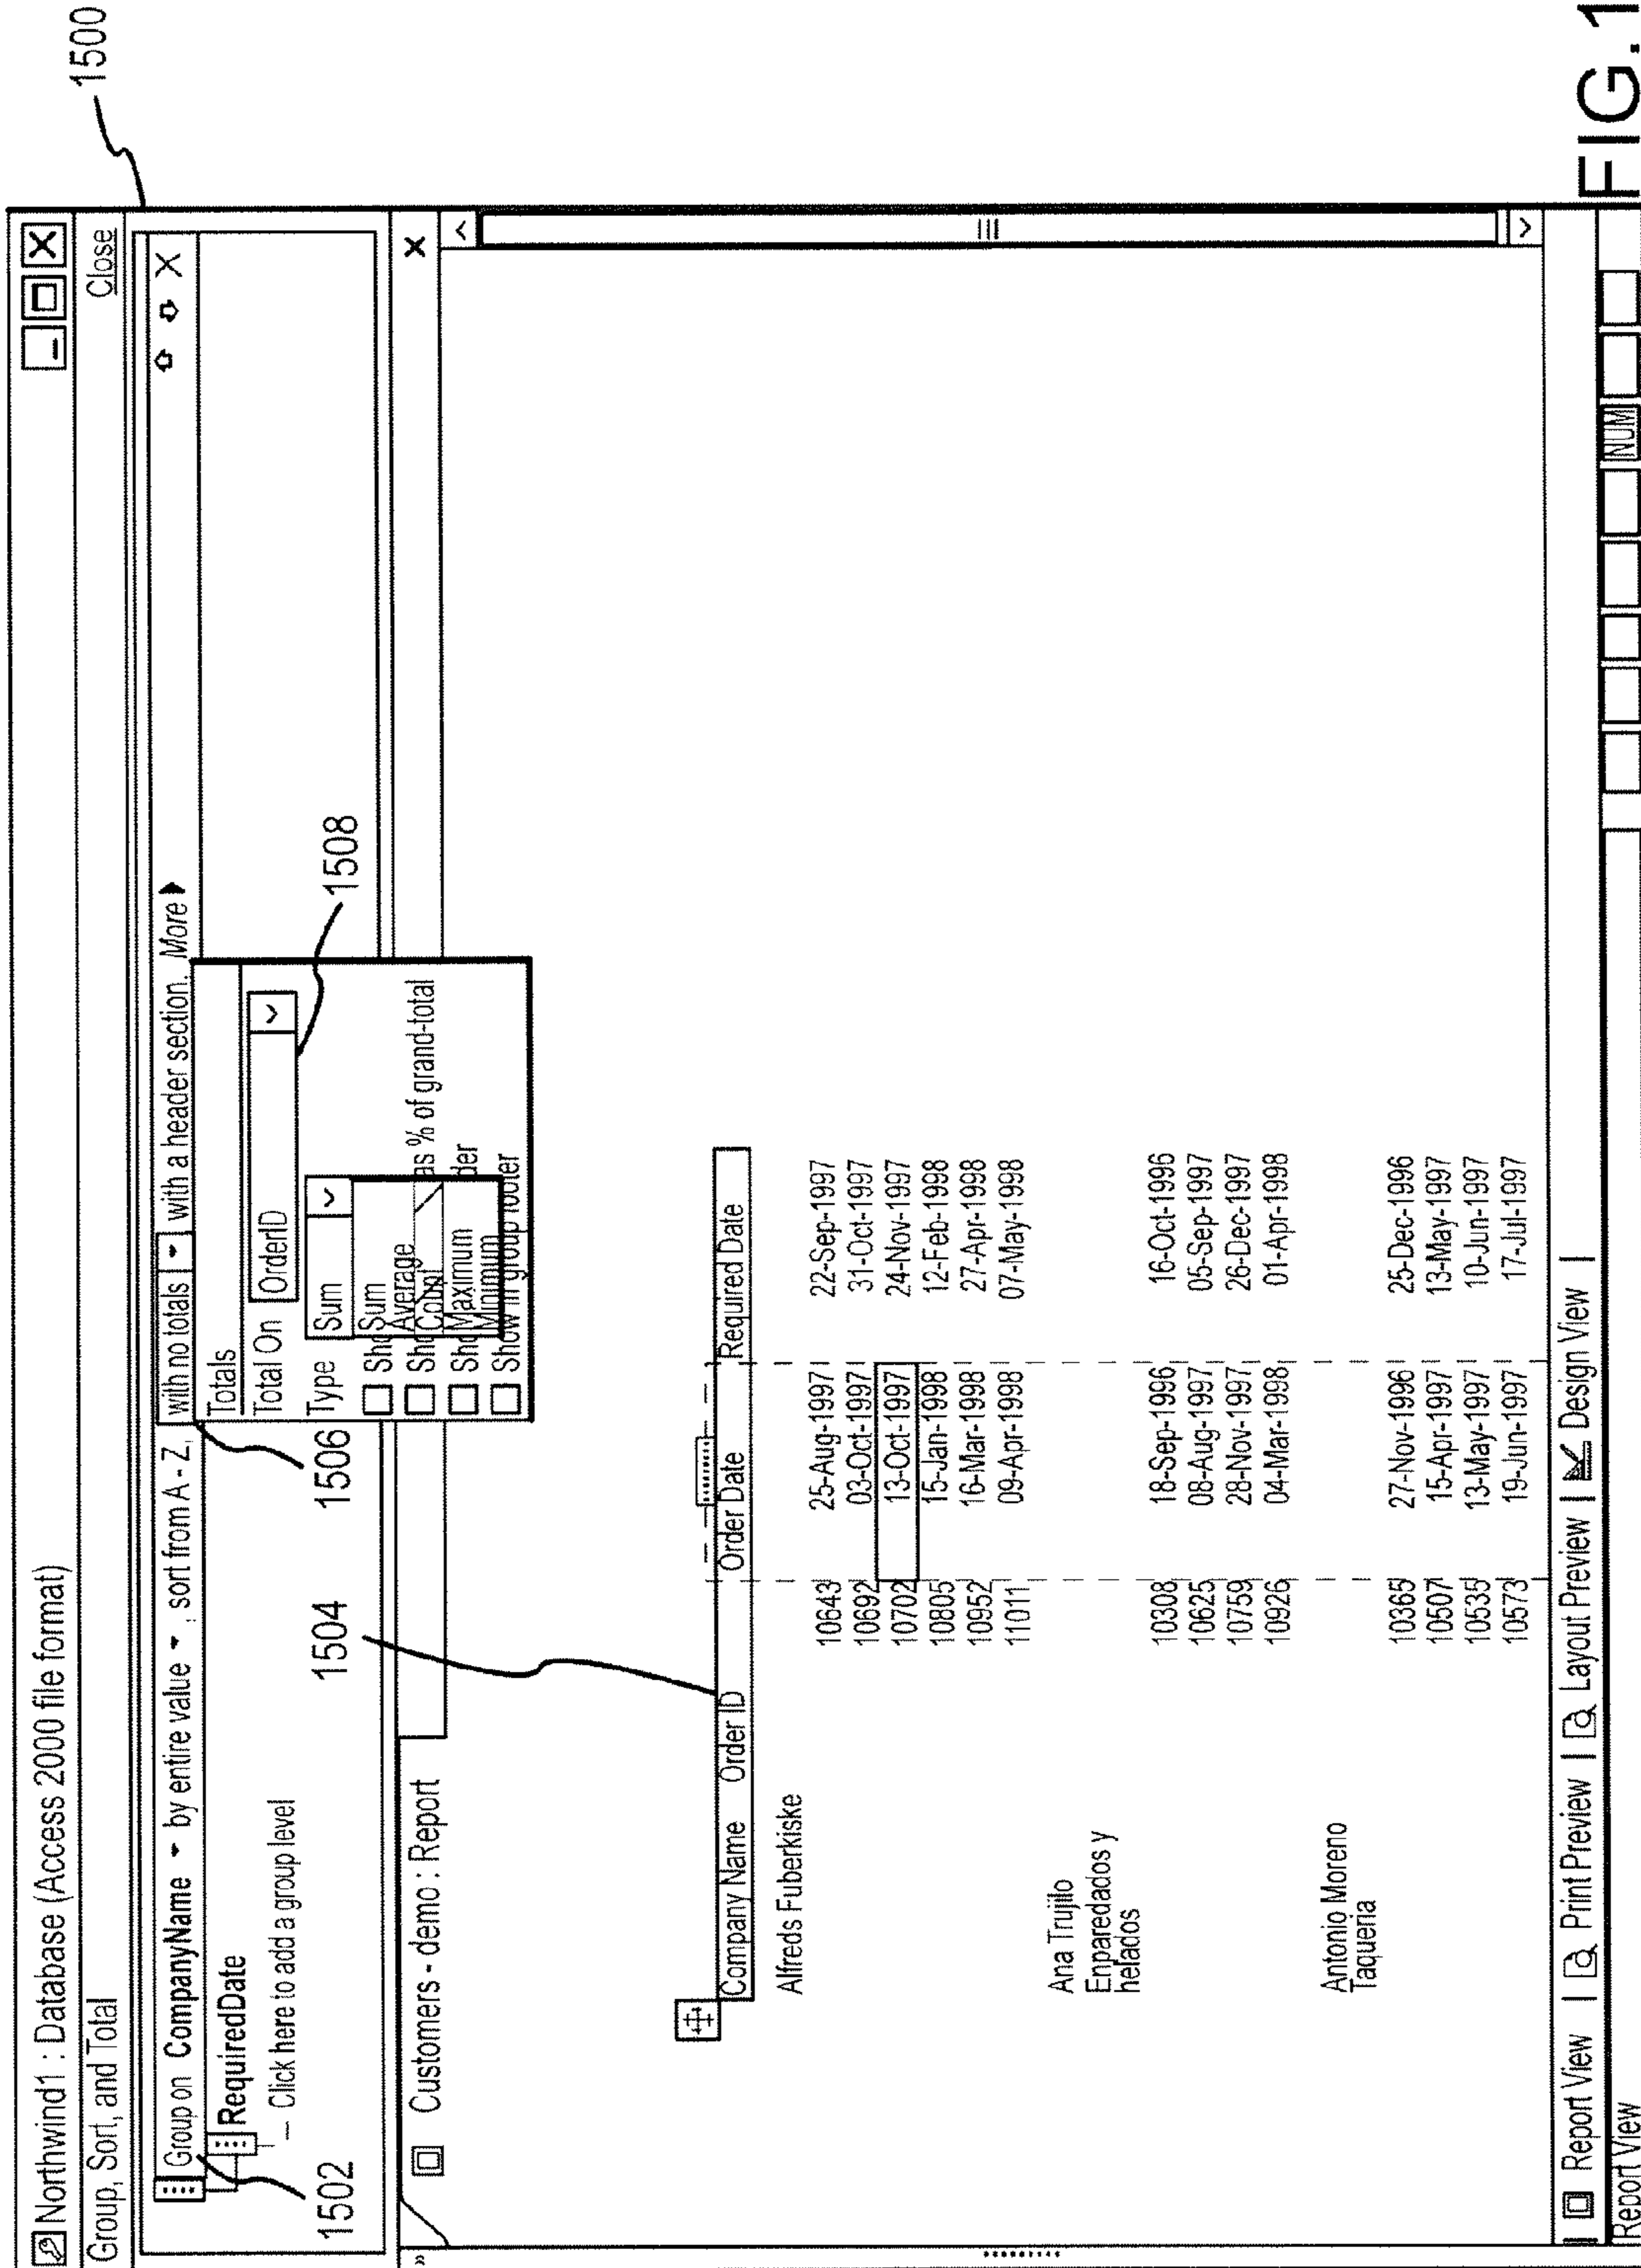 1500
Northwind1 : Database (Access 2000 file format)
Group, Sort, and Total
Close
Group on CompanyName by entire value , sort from A - Z, with no totals with a header section. More
RequiredDate
Click here to add a group level
1502
1504
1506
1508
Totals
Total On OrderID
Type Sum
Sum
Average
Count
Maximum
Minimum
Sho
Sho as % of grand-total
Sho der
Show in group footer
Customers - demo : Report
Company Name Order ID Order Date Required Date
Alfreds Fuberkiske
10643 25-Aug-1997 22-Sep-1997
10692 03-Oct-1997 31-Oct-1997
10702 13-Oct-1997 24-Nov-1997
10805 15-Jan-1998 12-Feb-1998
10952 16-Mar-1998 27-Apr-1998
11011 09-Apr-1998 07-May-1998
Ana Trujilo
Enparedados y
helados
10308 18-Sep-1996 16-Oct-1996
10625 08-Aug-1997 05-Sep-1997
10759 28-Nov-1997 26-Dec-1997
10926 04-Mar-1998 01-Apr-1998
Antonio Moreno
Taqueria
10365 27-Nov-1996 25-Dec-1996
10507 15-Apr-1997 13-May-1997
10535 13-May-1997 10-Jun-1997
10573 19-Jun-1997 17-Jul-1997
Report View | Print Preview | Layout Preview | Design View |
Report View
NUM
FIG.1